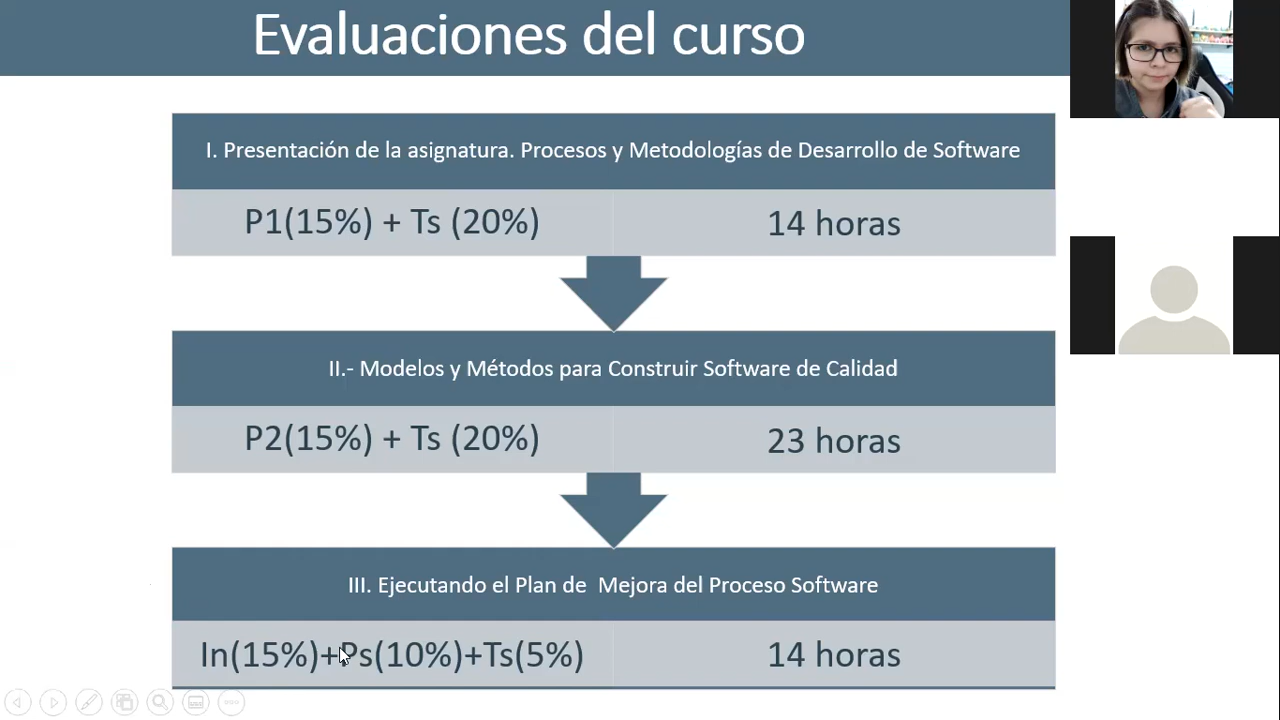 Evaluaciones del curso
I. Presentación de la asignatura. Procesos y Metodologías de Desarrollo de Software
P1(15%) + Ts (20%)
14 horas
II.- Modelos y Métodos para Construir Software de Calidad
P2(15%) + Ts (20%)
23 horas
III. Ejecutando el Plan de Mejora del Proceso Software
In(15%)+Ps(10%)+Ts(5%)
14 horas